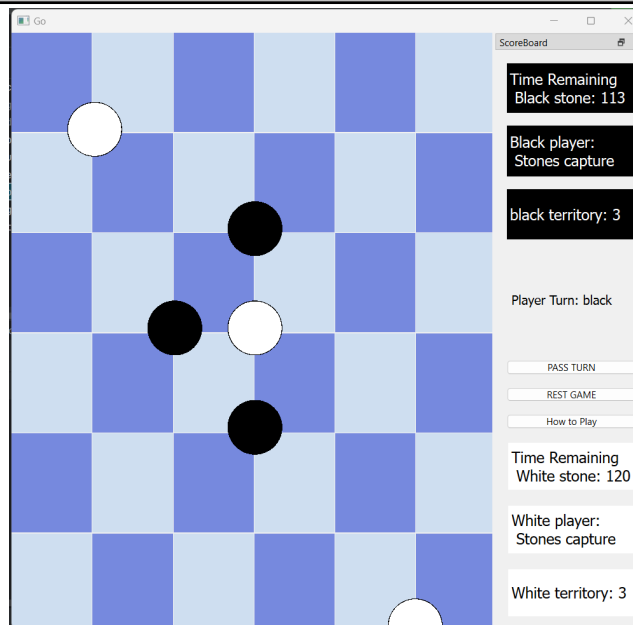 Go
ScoreBoard
Time Remaining
Black stone: 113
Black player:
Stones capture
black territory: 3
Player Turn: black
PASS TURN
REST GAME
How to Play
Time Remaining
White stone: 120
White player:
Stones capture
White territory: 3